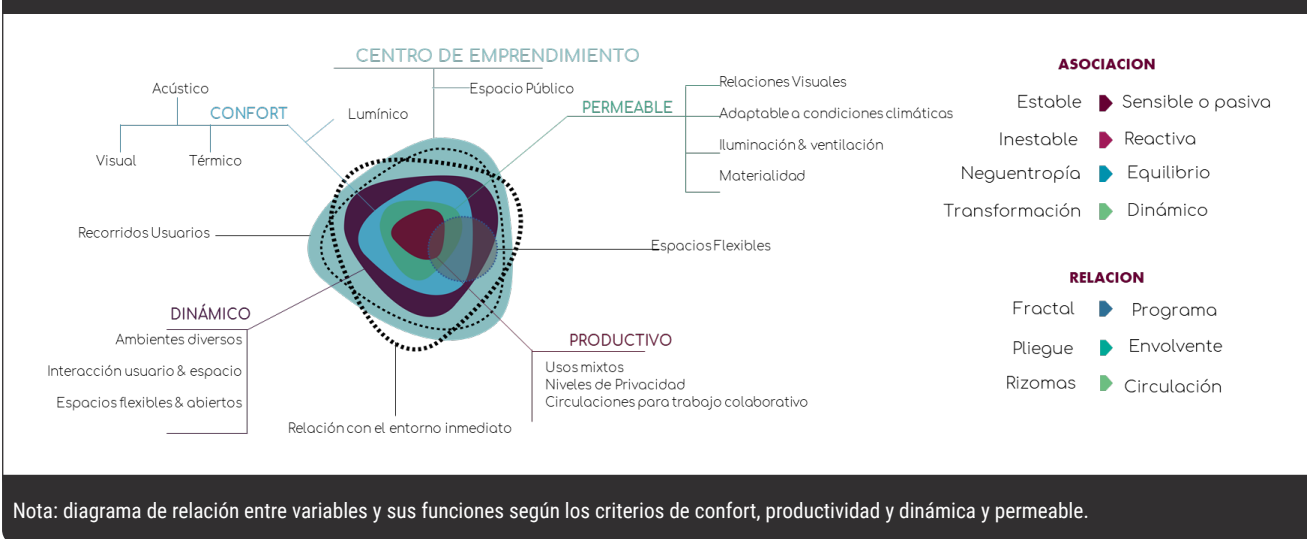 CENTRO DE EMPRENDIMIENTO
Espacio Público
Acústico
CONFORT
Lumínico
Visual
Térmico
PERMEABLE
Relaciones Visuales
Adaptable a condiciones climáticas
Iluminación & ventilación
Materialidad
Recorridos Usuarios
Espacios Flexibles
DINÁMICO
Ambientes diversos
Interacción usuario & espacio
Espacios flexibles & abiertos
PRODUCTIVO
Usos mixtos
Niveles de Privacidad
Circulaciones para trabajo colaborativo
Relación con el entorno inmediato
ASOCIACION
Estable Sensible o pasiva
Inestable Reactiva
Neguentropía Equilibrio
Transformación Dinámico
RELACION
Fractal Programa
Pliegue Envolvente
Rizomas Circulación
Nota: diagrama de relación entre variables y sus funciones según los criterios de confort, productividad y dinámica y permeable.